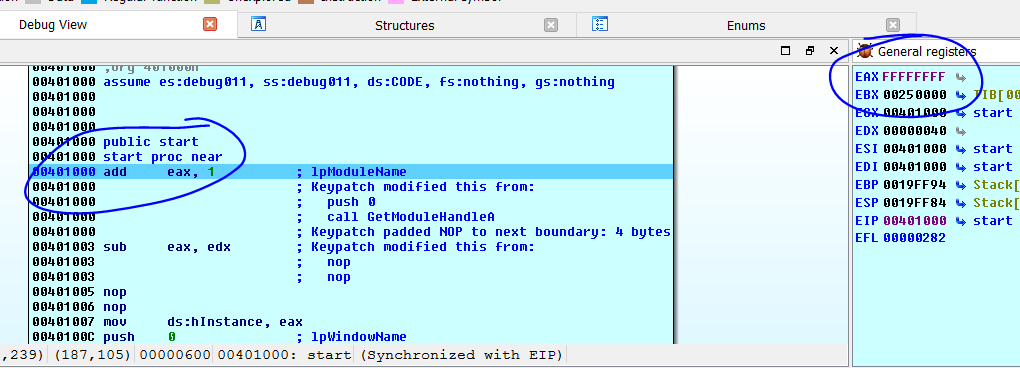 Debug View
Structures
Enums
General registers
00401000
00401000 assume es:debug011, ss:debug011, ds:CODE, fs:nothing, gs:nothing
00401000
00401000
00401000
00401000 public start
00401000 start proc near
00401000 add eax, 1 ; lpModuleName
00401000 ; Keypatch modified this from:
00401000 ; push 0
00401000 ; call GetModuleHandleA
00401000 ; Keypatch padded NOP to next boundary: 4 bytes
00401003 sub eax, edx ; Keypatch modified this from:
00401003 ; nop
00401003 ; nop
00401005 nop
00401006 nop
00401007 mov ds:hInstance, eax
0040100C push 0 ; lpWindowName
EAX FFFFFFFF
EBX 00250000 TIB[00
ECX 00401000 start
EDX 00000040
ESI 00401000 start
EDI 00401000 start
EBP 0019FF94 Stack[
ESP 0019FF84 Stack[
EIP 00401000 start
EFL 00000282
,239) (187,105) 00000600 00401000: start (Synchronized with EIP)